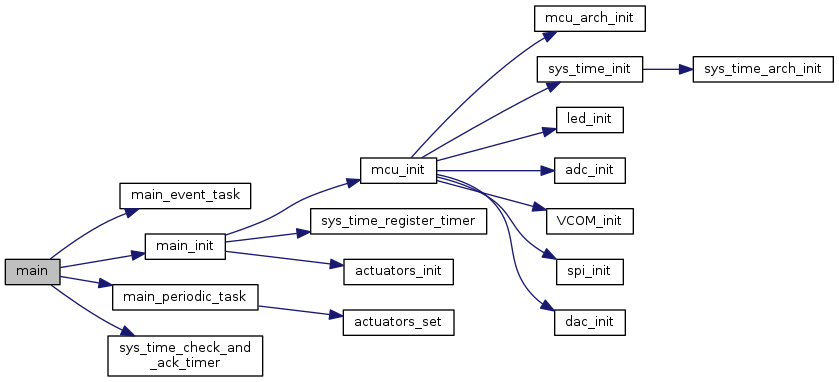 main
main_event_task
main_init
main_periodic_task
sys_time_check_and
_ack_timer
mcu_init
sys_time_register_timer
actuators_init
actuators_set
mcu_arch_init
sys_time_init
led_init
adc_init
VCOM_init
spi_init
dac_init
sys_time_arch_init